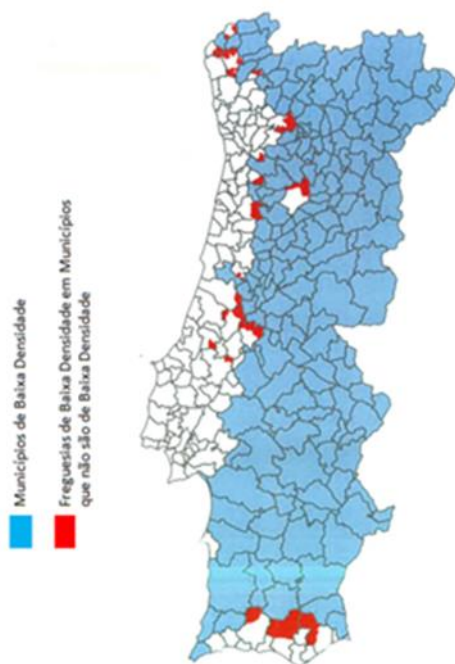 Municípios de Baixa Densidade
Freguesias de Baixa Densidade em Municípios
que não são de Baixa Densidade